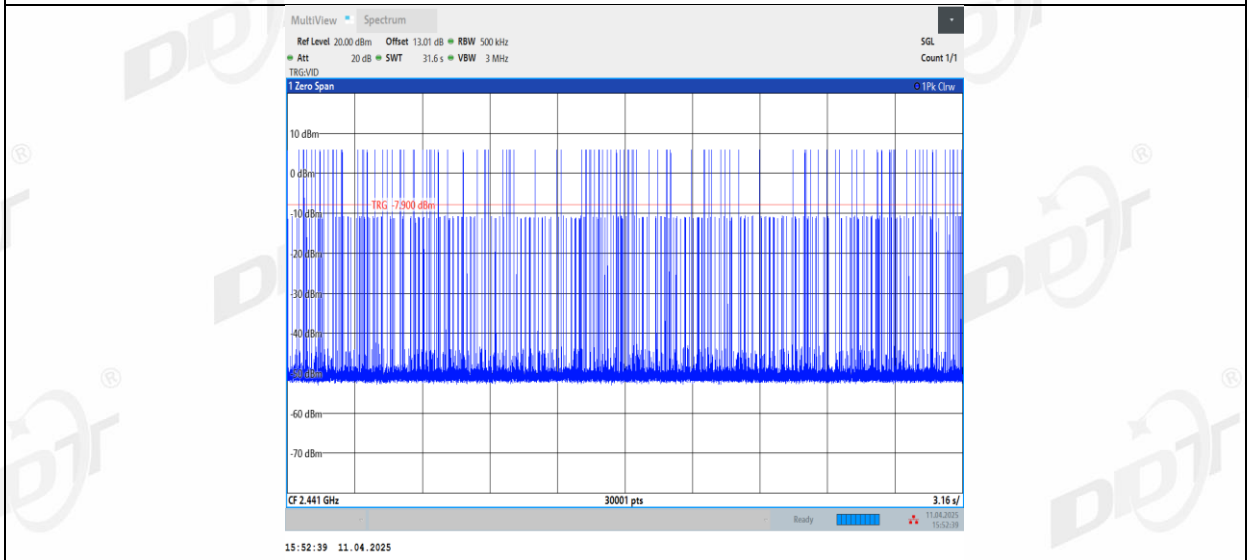 MultiView Spectrum
Ref Level 20.00 dBm Offset 13.01 dB RBW 500 kHz SGL
Att 20 dB SWT 31.6 s VBW 3 MHz Count 1/1
TRG:VID
1 Zero Span 1Pk Clrw
10 dBm
0 dBm
TRG -7.900 dBm
-10 dBm
-20 dBm
-30 dBm
-40 dBm
-50 dBm
-60 dBm
-70 dBm
CF 2.441 GHz 30001 pts 3.16 s/
Ready 11.04.2025
15:52:39
15:52:39 11.04.2025
DDT
®